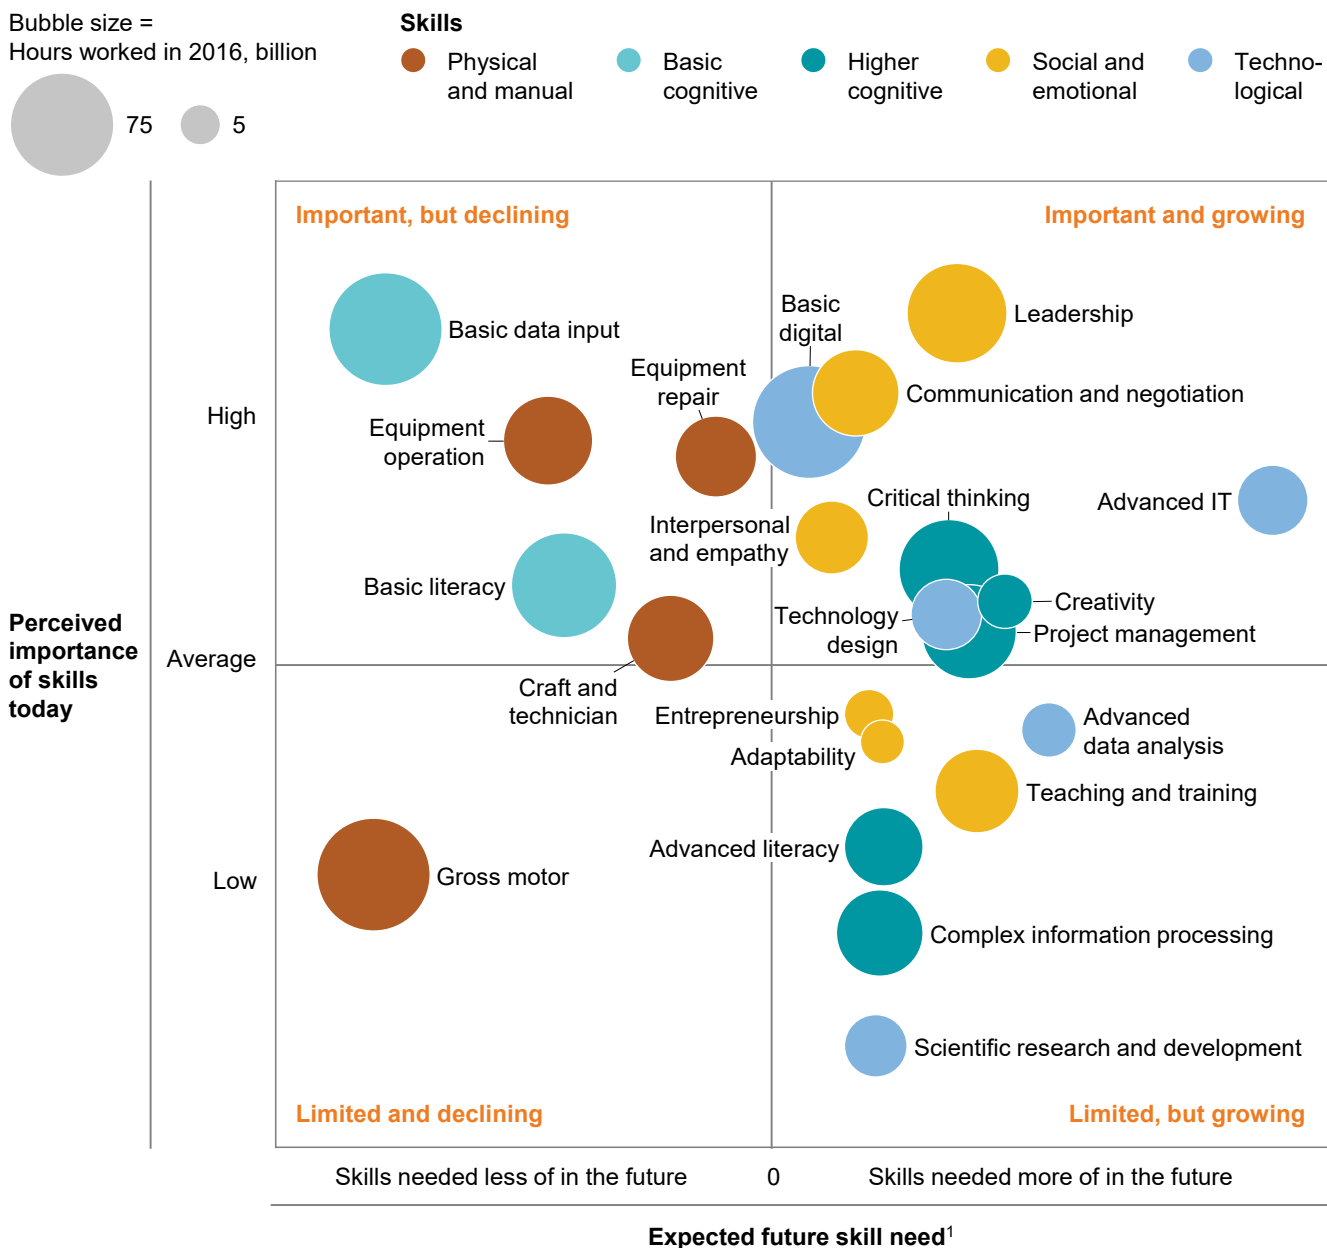 Bubble size =
Hours worked in 2016, billion
75
5
Skills
Physical
and manual
Basic
cognitive
Higher
cognitive
Social and
emotional
Techno-
logical
Important, but declining
Important and growing
Basic
digital
Leadership
Basic data input
Equipment
repair
Communication and negotiation
High
Equipment
operation
Critical thinking
Advanced IT
Interpersonal
and empathy
Basic literacy
Creativity
Technology
design
Project management
Perceived
importance
of skills
today
Average
Craft and
technician
Entrepreneurship
Advanced
data analysis
Adaptability
Teaching and training
Advanced literacy
Low
Gross motor
Complex information processing
Scientific research and development
Limited and declining
Limited, but growing
Skills needed less of in the future
0
Skills needed more of in the future
Expected future skill need¹